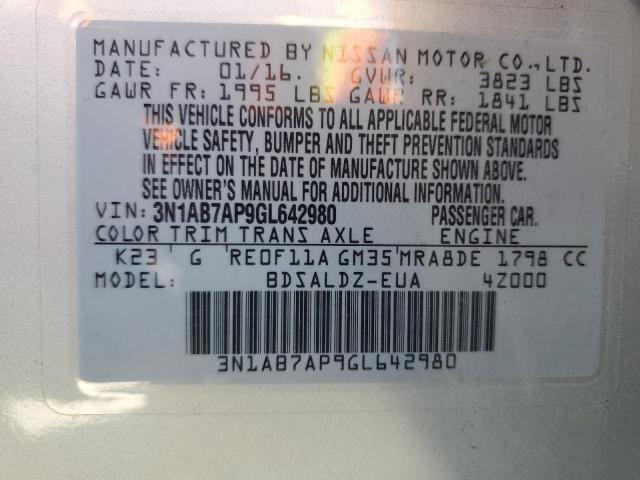 MANUFACTURED BY NISSAN MOTOR CO., LTD.
DATE: 01/16. GVWR: 3823 LBS
GAWR FR: 1995 LBS GAWR RR: 1841 LBS
THIS VEHICLE CONFORMS TO ALL APPLICABLE FEDERAL MOTOR
VEHICLE SAFETY, BUMPER AND THEFT PREVENTION STANDARDS
IN EFFECT ON THE DATE OF MANUFACTURE SHOWN ABOVE.
SEE OWNER'S MANUAL FOR ADDITIONAL INFORMATION.
VIN: 3N1AB7AP9GL642980 PASSENGER CAR.
COLOR TRIM TRANS AXLE ENGINE
K23 G RE0F11A GM35 MRA8DE 1798 CC
MODEL: BDSALDZ-EUA 4Z000
3N1AB7AP9GL642980